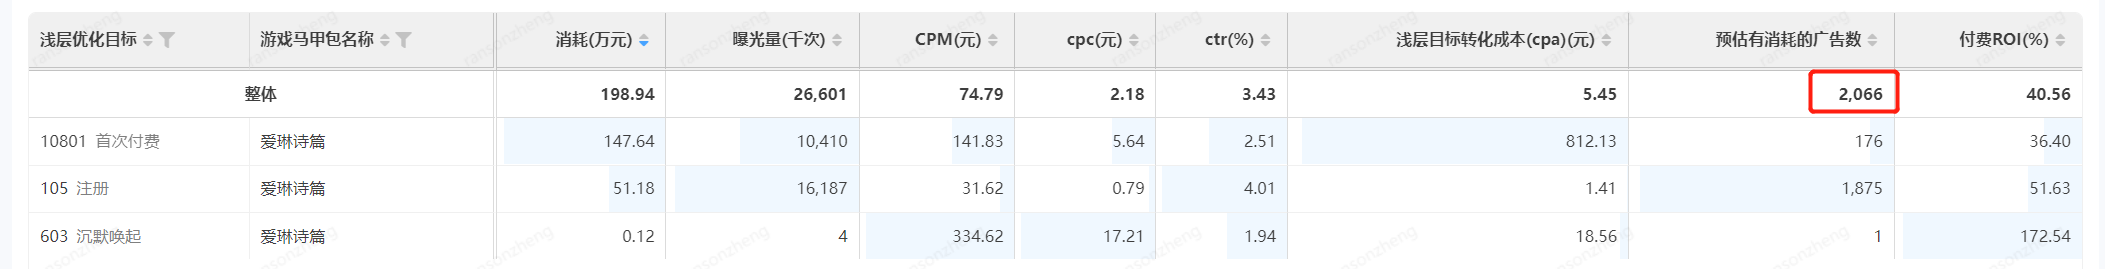 浅层优化目标 游戏马甲包名称 消耗(万元) 曝光量(千次) CPM(元) cpc(元) ctr(%) 浅层目标转化成本(cpa)(元) 预估有消耗的广告数 付费ROI(%)
整体 198.94 26,601 74.79 2.18 3.43 5.45 2,066 40.56
10801 首次付费 爱琳诗篇 147.64 10,410 141.83 5.64 2.51 812.13 176 36.40
105 注册 爱琳诗篇 51.18 16,187 31.62 0.79 4.01 1.41 1,875 51.63
603 沉默唤起 爱琳诗篇 0.12 4 334.62 17.21 1.94 18.56 1 172.54
ransonzheng